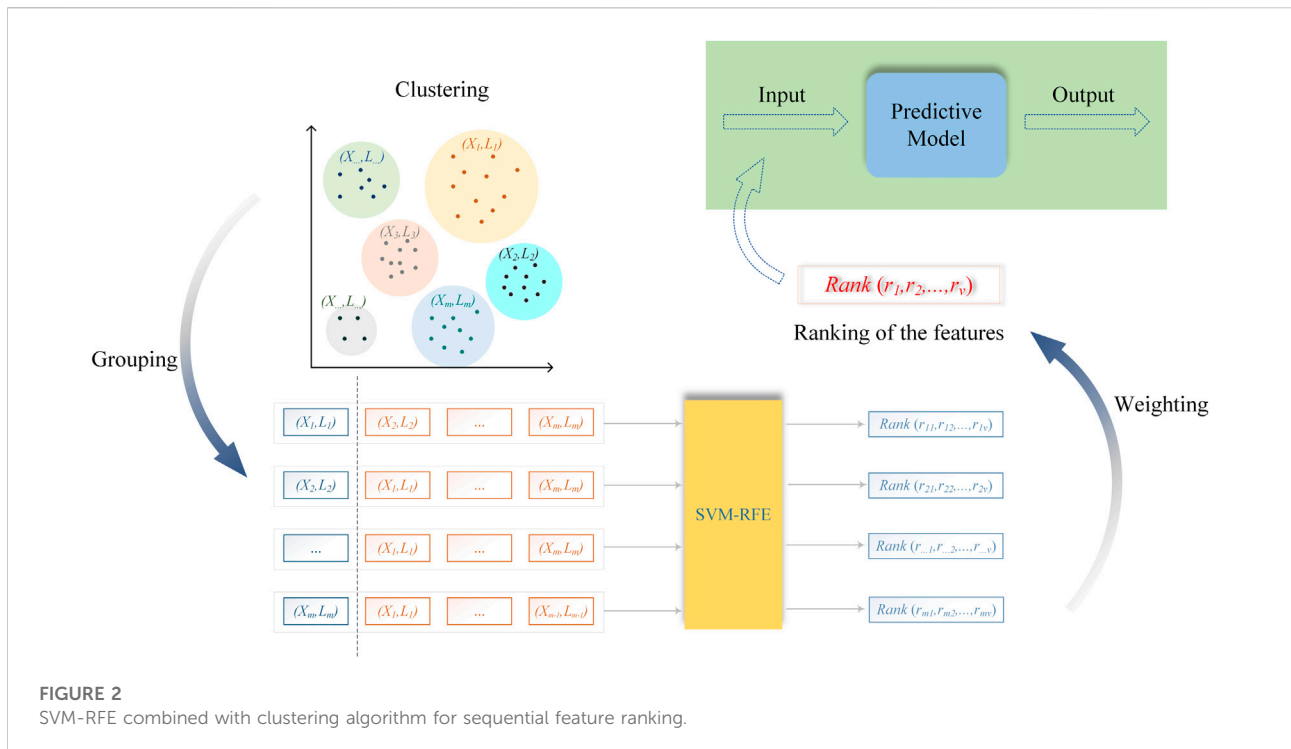 Clustering
(X...,L...)
(X1,L1)
(X3,L3)
(X2,L2)
(X...,L...)
(Xm,Lm)
Grouping
Input
Predictive
Model
Output
Rank (r1,r2,...,rv)
Ranking of the features
Weighting
(X1,L1) (X2,L2) ... (Xm,Lm)
(X2,L2) (X1,L1) ... (Xm,Lm)
... (X1,L1) ... (Xm,Lm)
(Xm,Lm) (X1,L1) ... (Xm-1,Lm-1)
SVM-RFE
Rank (r11,r12,...,r1v)
Rank (r21,r22,...,r2v)
Rank (r...1,r...2,...,r...v)
Rank (rm1,rm2,...,rmv)
FIGURE 2
SVM-RFE combined with clustering algorithm for sequential feature ranking.